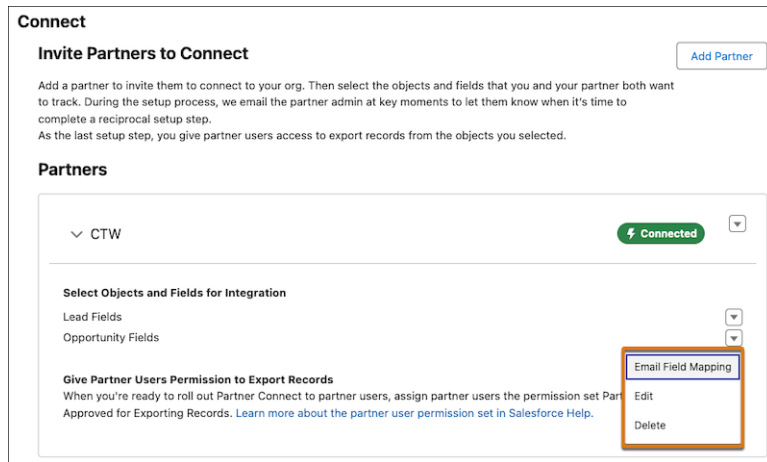 Connect
Invite Partners to Connect
Add Partner
Add a partner to invite them to connect to your org. Then select the objects and fields that you and your partner both want
to track. During the setup process, we email the partner admin at key moments to let them know when it's time to
complete a reciprocal setup step.
As the last setup step, you give partner users access to export records from the objects you selected.
Partners
CTW
Connected
Select Objects and Fields for Integration
Lead Fields
Opportunity Fields
Email Field Mapping
Edit
Delete
Give Partner Users Permission to Export Records
When you're ready to roll out Partner Connect to partner users, assign partner users the permission set
Approved for Exporting Records. Learn more about the partner user permission set in Salesforce Help.